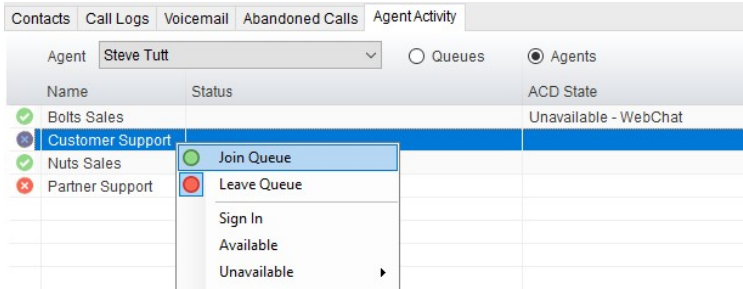 Contacts Call Logs Voicemail Abandoned Calls Agent Activity
Agent Steve Tutt Queues Agents
Name Status ACD State
Bolts Sales Unavailable - WebChat
Customer Support
Join Queue
Nuts Sales
Leave Queue
Partner Support
Sign In
Available
Unavailable